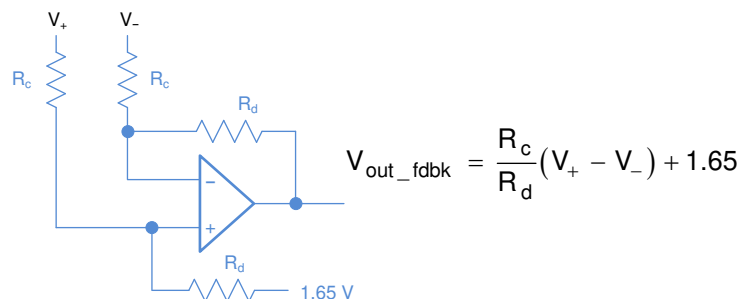 V+ V−
Rc Rc
Rd
Vout_fdbk = Rc/Rd (V+ − V−) + 1.65
−
+
Rd
1.65 V